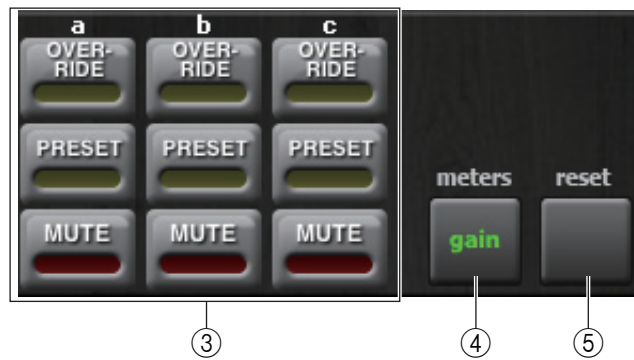 a b c
OVER- OVER- OVER-
RIDE RIDE RIDE
PRESET PRESET PRESET
meters reset
MUTE MUTE MUTE
gain
③ ④ ⑤